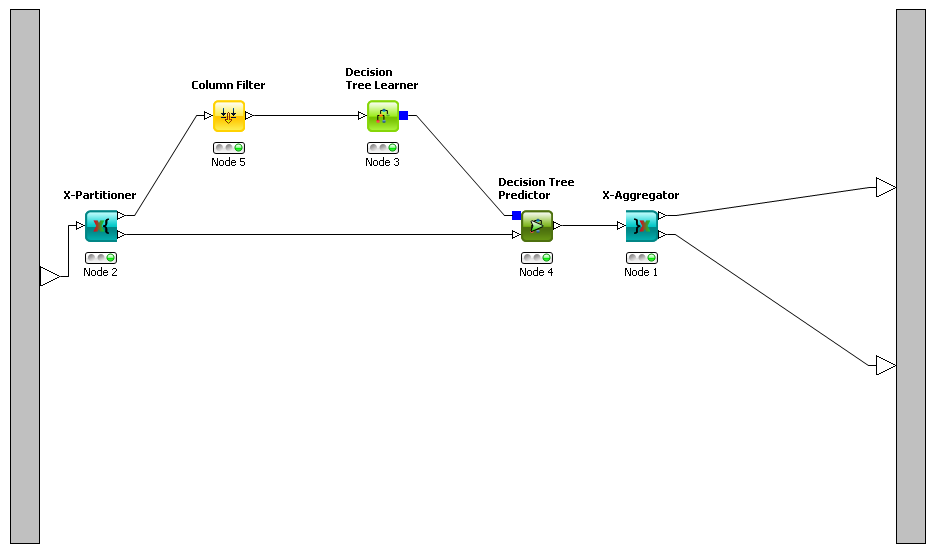 Decision
Tree Learner
Column Filter
Node 5
Node 3
X-Partitioner
Decision Tree
Predictor
X-Aggregator
Node 2
Node 4
Node 1